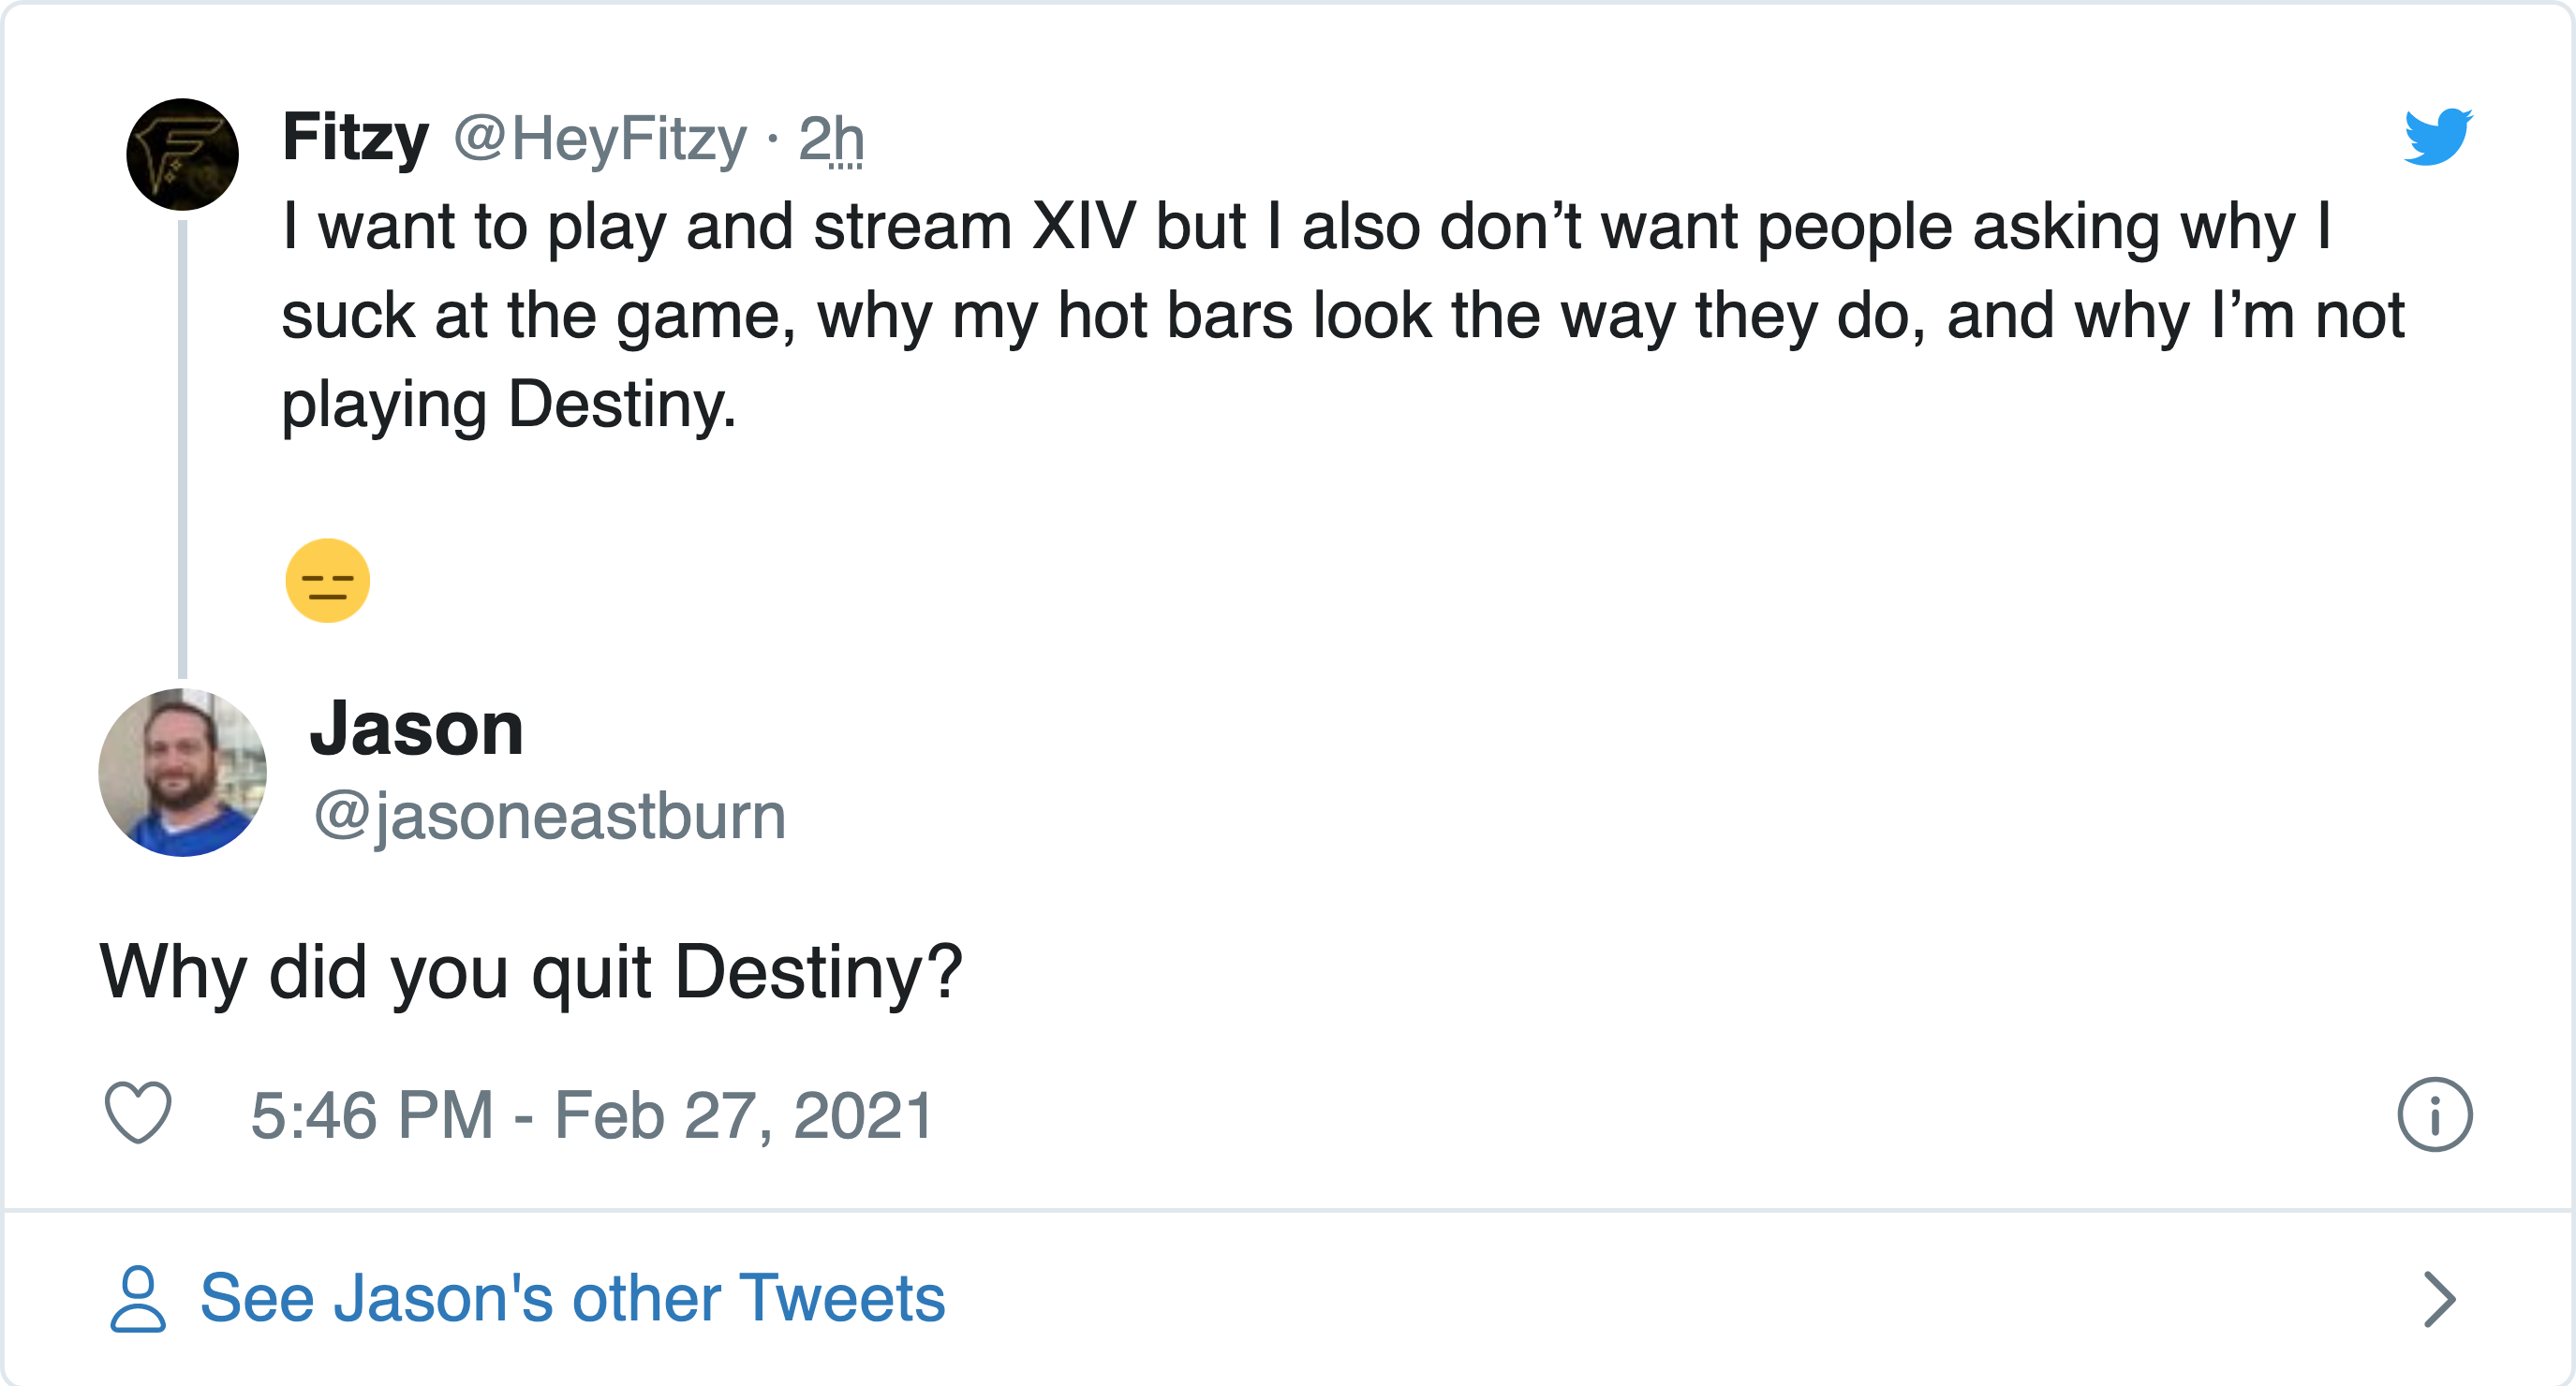 Fitzy @HeyFitzy · 2h
I want to play and stream XIV but I also don’t want people asking why I
suck at the game, why my hot bars look the way they do, and why I’m not
playing Destiny.
😑
Jason
@jasoneastburn
Why did you quit Destiny?
5:46 PM - Feb 27, 2021
See Jason's other Tweets